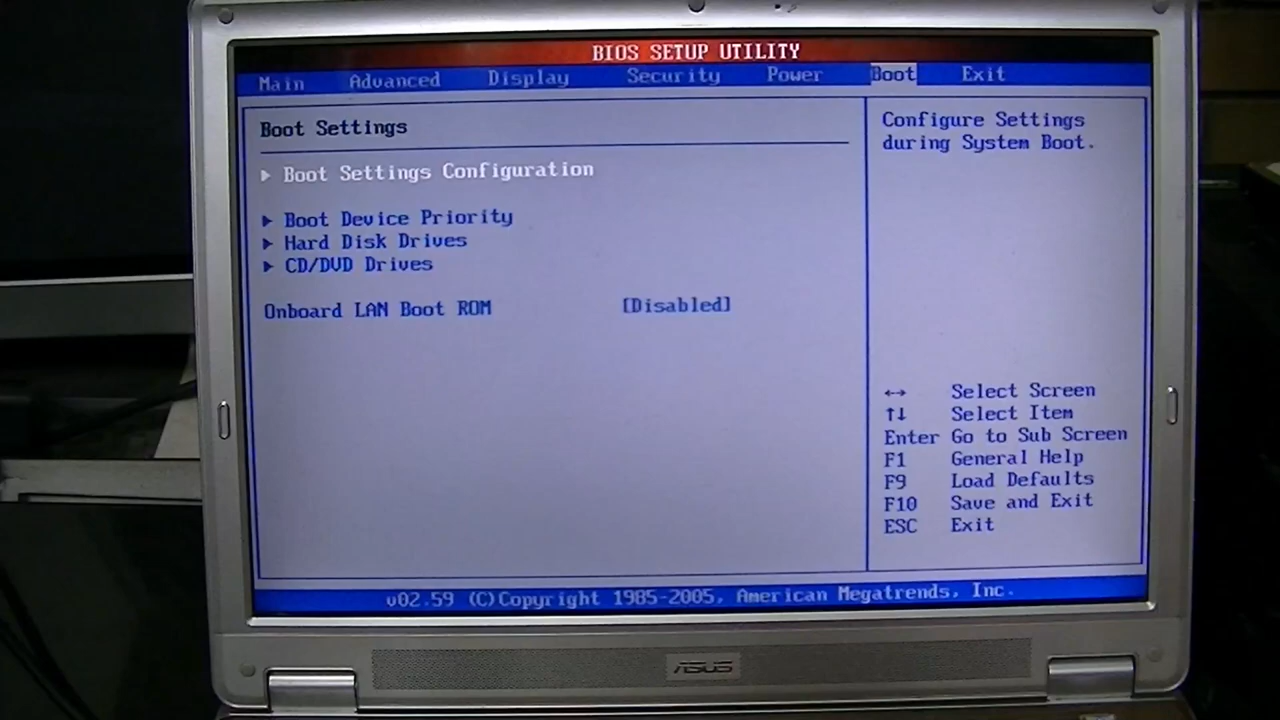 BIOS SETUP UTILITY
Main Advanced Display Security Power Boot Exit
Boot Settings
Boot Settings Configuration
Boot Device Priority
Hard Disk Drives
CD/DVD Drives
Onboard LAN Boot ROM [Disabled]
Configure Settings
during System Boot.
↔ Select Screen
↑↓ Select Item
Enter Go to Sub Screen
F1 General Help
F9 Load Defaults
F10 Save and Exit
ESC Exit
v02.59 (C)Copyright 1985-2005, American Megatrends, Inc.
ASUS